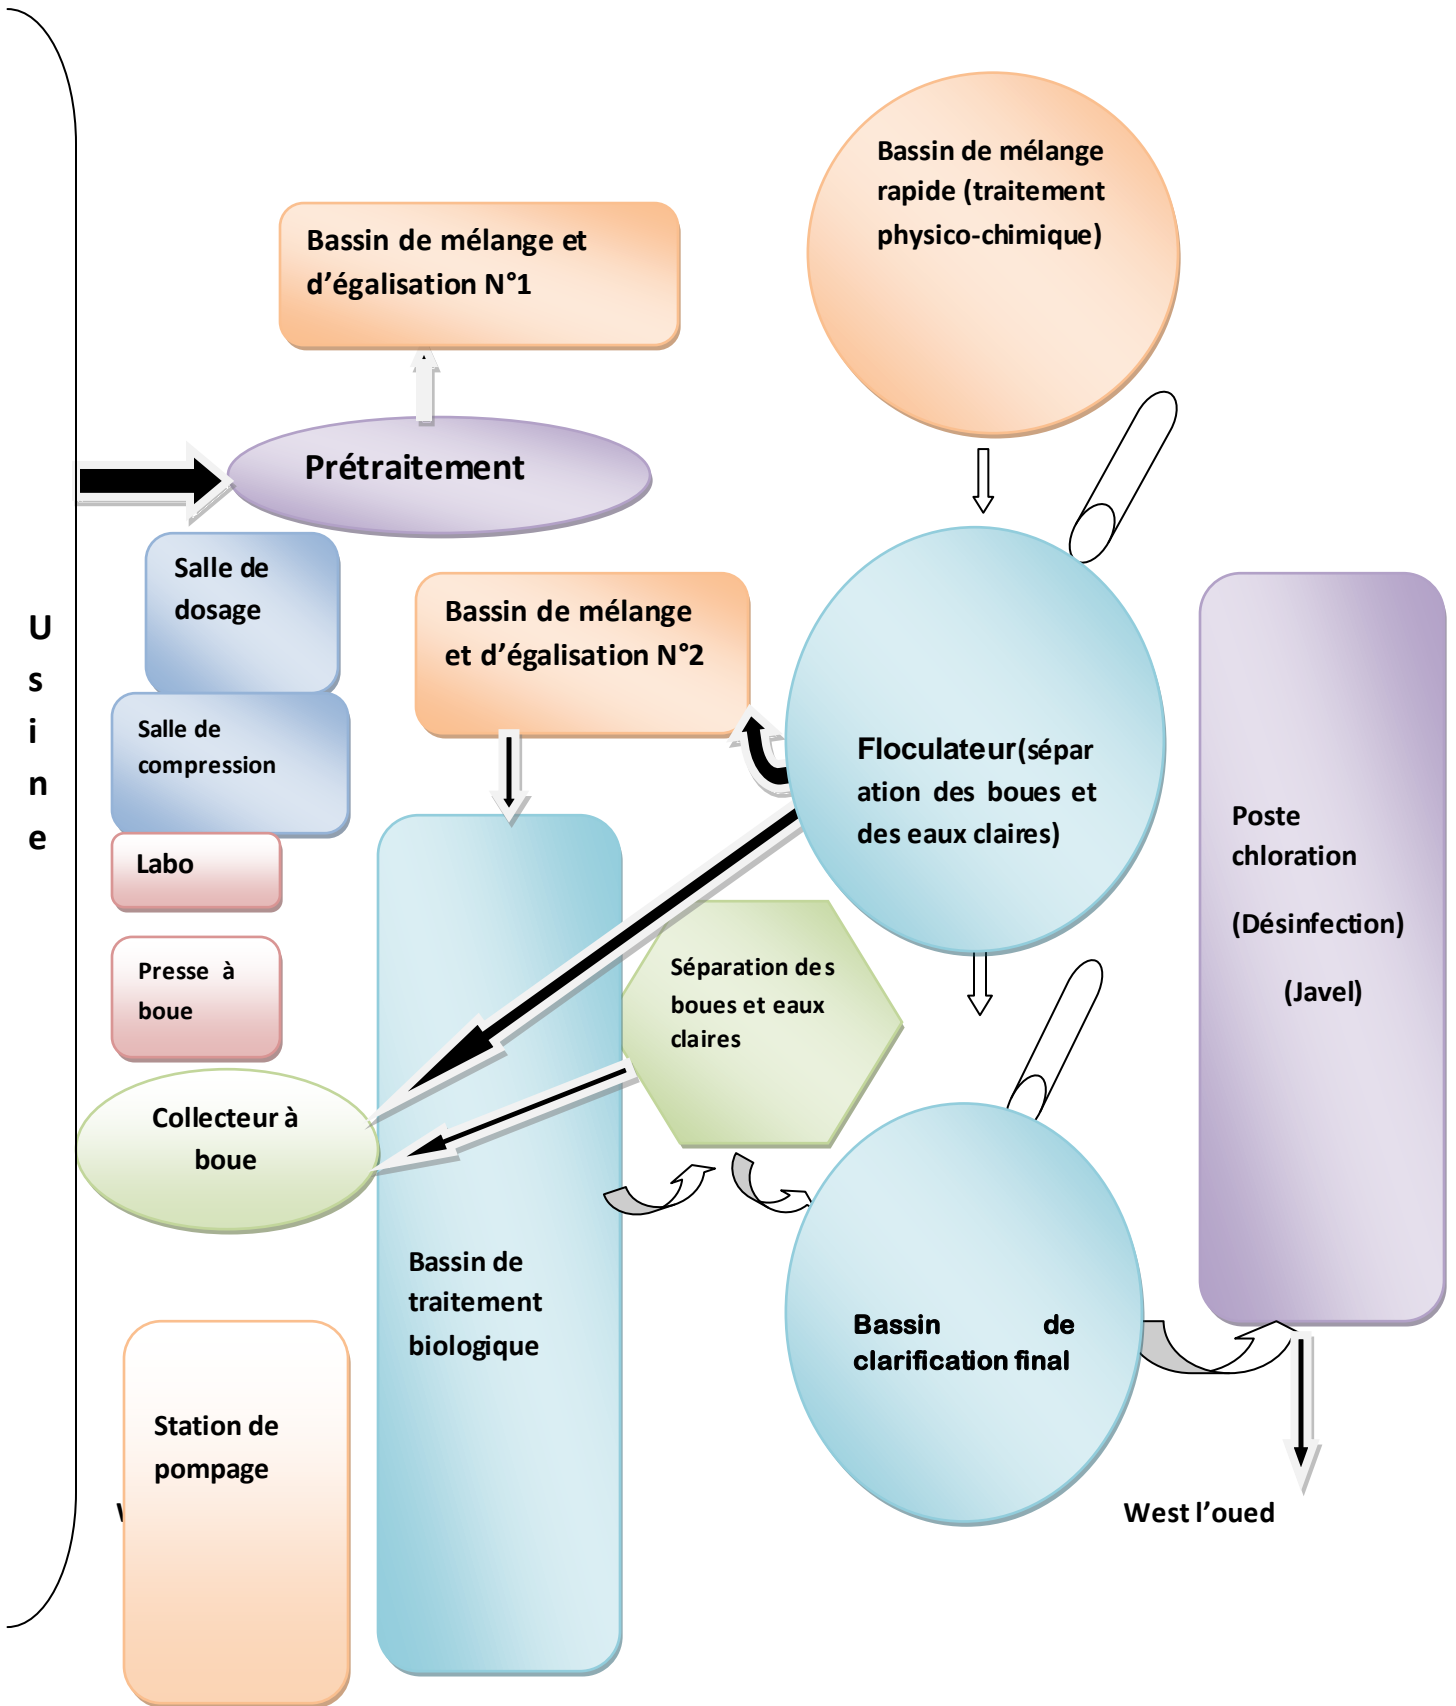 Bassin de mélange
rapide (traitement
physico-chimique)
Bassin de mélange et
d’égalisation N°1
Prétraitement
Salle de
dosage
Bassin de mélange
et d’égalisation N°2
U
s
i
n
e
Salle de
compression
Floculateur(sépar
ation des boues et
des eaux claires)
Poste
chloration
(Désinfection)
(Javel)
Labo
Presse à
boue
Séparation des
boues et eaux
claires
Collecteur à
boue
Bassin de
traitement
biologique
Bassin de
clarification final
Station de
pompage
West l’oued